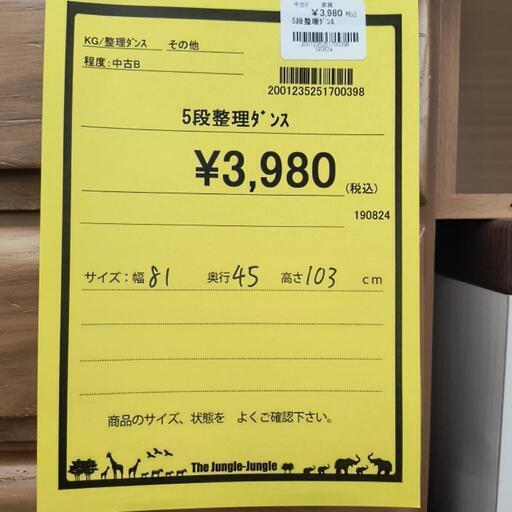 中古B 家具
¥3,980 税込
5段整理ﾀﾞﾝｽ
2001235251700398
190824
KG/整理ﾀﾞﾝｽ その他
程度:中古B
2001235251700398
5段整理ﾀﾞﾝｽ
¥3,980(税込)
190824
サイズ:幅 81 奥行 45 高さ 103 cm
商品のサイズ、状態を よくご確認下さい。
The Jungle-Jungle